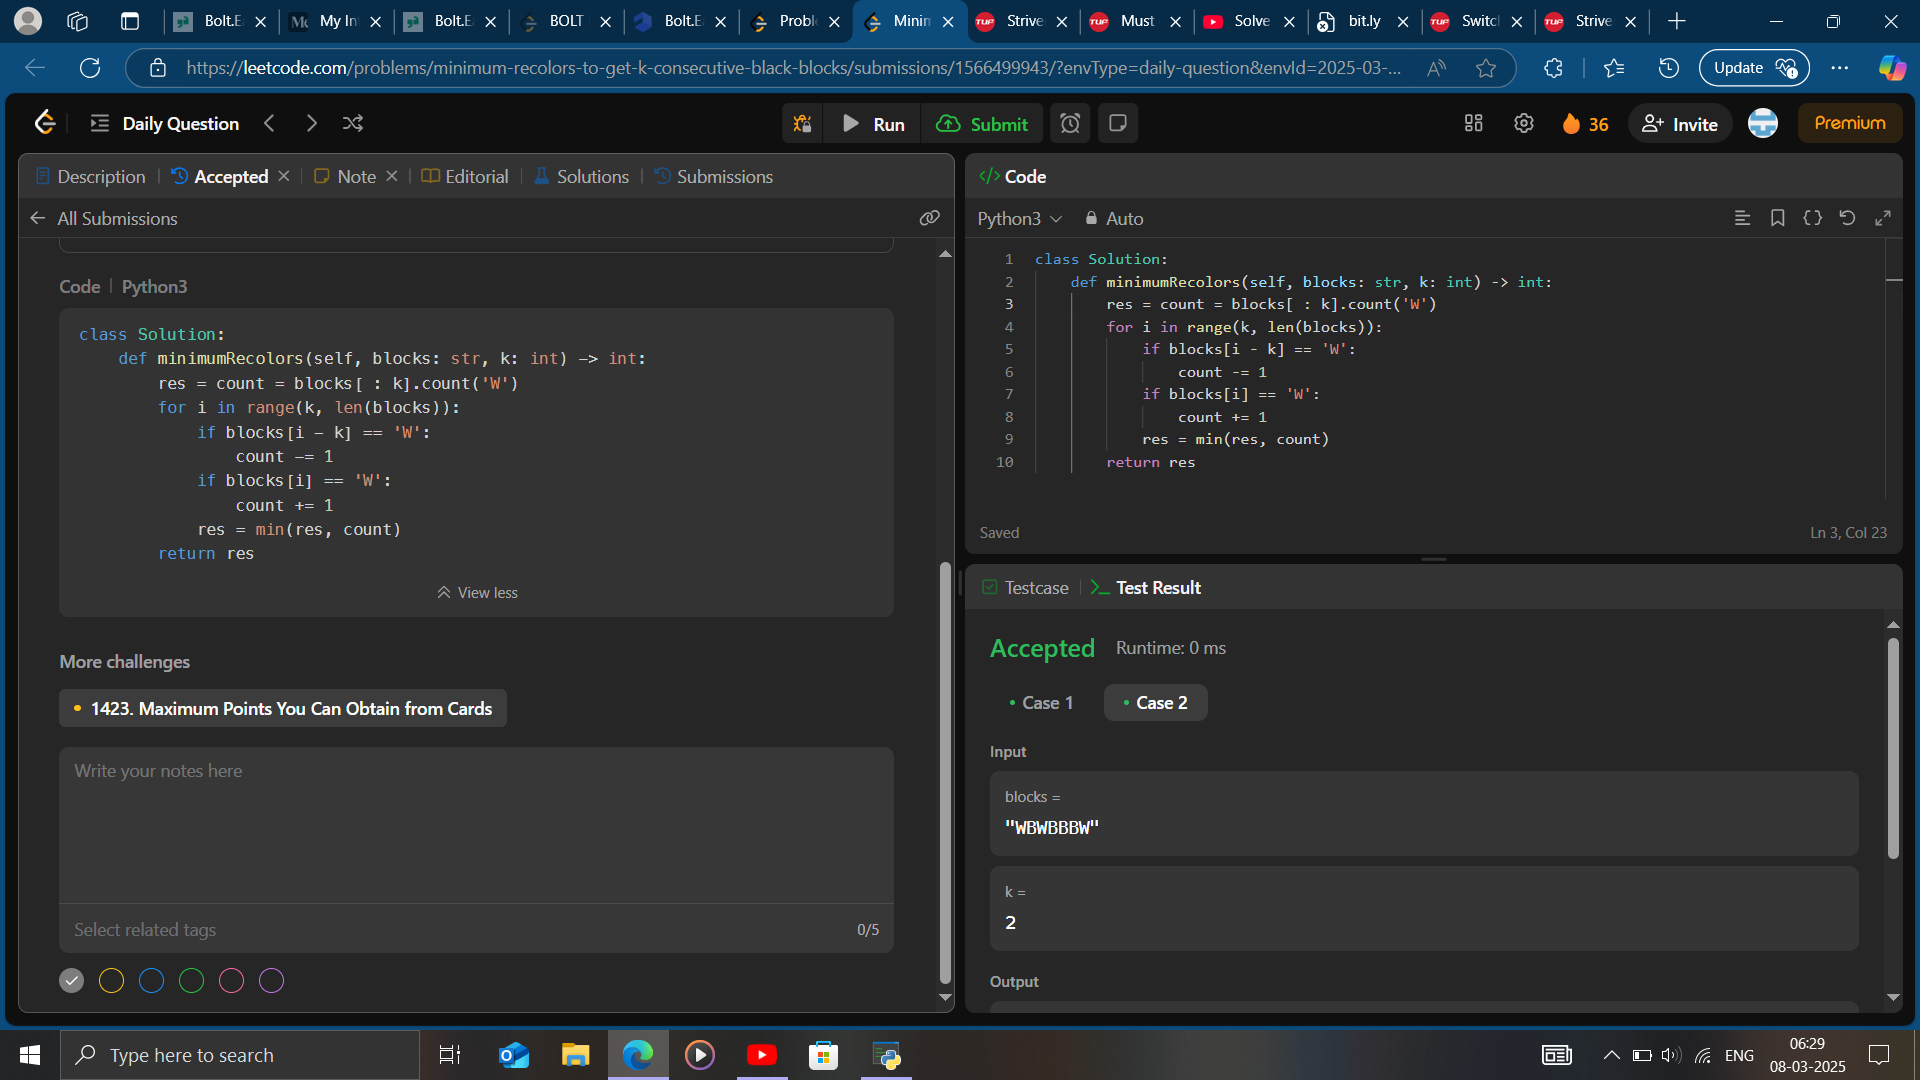 Bolt.E
My In
Bolt.E
BOLT
Bolt.E
Probl
Minin
Strive
Must
Solve
bit.ly
Switc
Strive
https://leetcode.com/problems/minimum-recolors-to-get-k-consecutive-black-blocks/submissions/1566499943/?envType=daily-question&envId=2025-03-...
Update
Daily Question
Run
Submit
36
Invite
Premium
Description
Accepted
Note
Editorial
Solutions
Submissions
All Submissions
Code | Python3
class Solution:
    def minimumRecolors(self, blocks: str, k: int) -> int:
        res = count = blocks[ : k].count('W')
        for i in range(k, len(blocks)):
            if blocks[i - k] == 'W':
                count -= 1
            if blocks[i] == 'W':
                count += 1
            res = min(res, count)
        return res
View less
More challenges
1423. Maximum Points You Can Obtain from Cards
Write your notes here
Select related tags
0/5
</> Code
Python3
Auto
1 class Solution:
2     def minimumRecolors(self, blocks: str, k: int) -> int:
3         res = count = blocks[ : k].count('W')
4         for i in range(k, len(blocks)):
5             if blocks[i - k] == 'W':
6                 count -= 1
7             if blocks[i] == 'W':
8                 count += 1
9             res = min(res, count)
10         return res
Saved
Ln 3, Col 23
Testcase
Test Result
Accepted
Runtime: 0 ms
Case 1
Case 2
Input
blocks =
"WBWBBBW"
k =
2
Output
Type here to search
ENG
06:29
08-03-2025